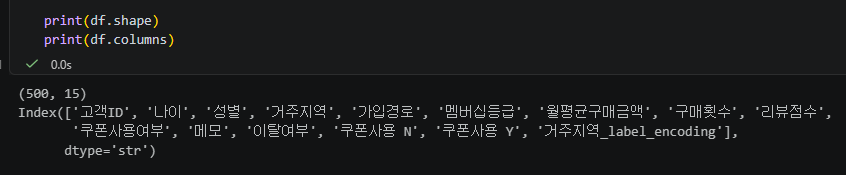 print(df.shape)
print(df.columns)
0.0s
(500, 15)
Index(['고객ID', '나이', '성별', '거주지역', '가입경로', '멤버십등급', '월평균구매금액', '구매횟수', '리뷰점수',
'쿠폰사용여부', '메모', '이탈여부', '쿠폰사용 N', '쿠폰사용 Y', '거주지역_label_encoding'],
dtype='str')